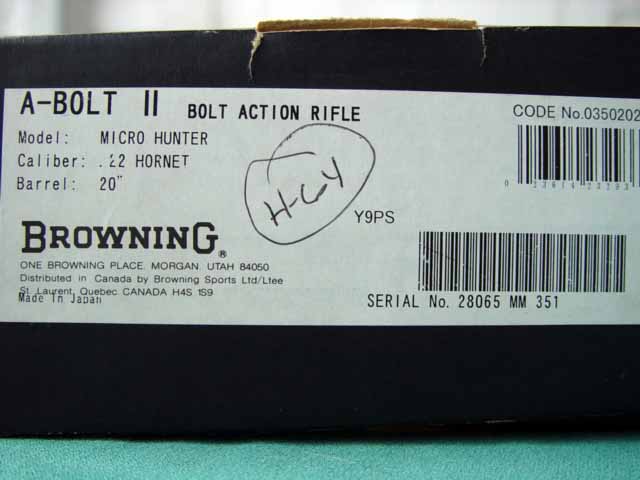 A-BOLT II BOLT ACTION RIFLE
CODE No.0350202
Model: MICRO HUNTER
Caliber: .22 HORNET
Barrel: 20"
H-64
Y9PS
BROWNING®
ONE BROWNING PLACE, MORGAN, UTAH 84050
Distributed in Canada by Browning Sports Ltd/Ltee
St. Laurent, Quebec CANADA H4S 1S9
Made In Japan
SERIAL No. 28065 MM 351